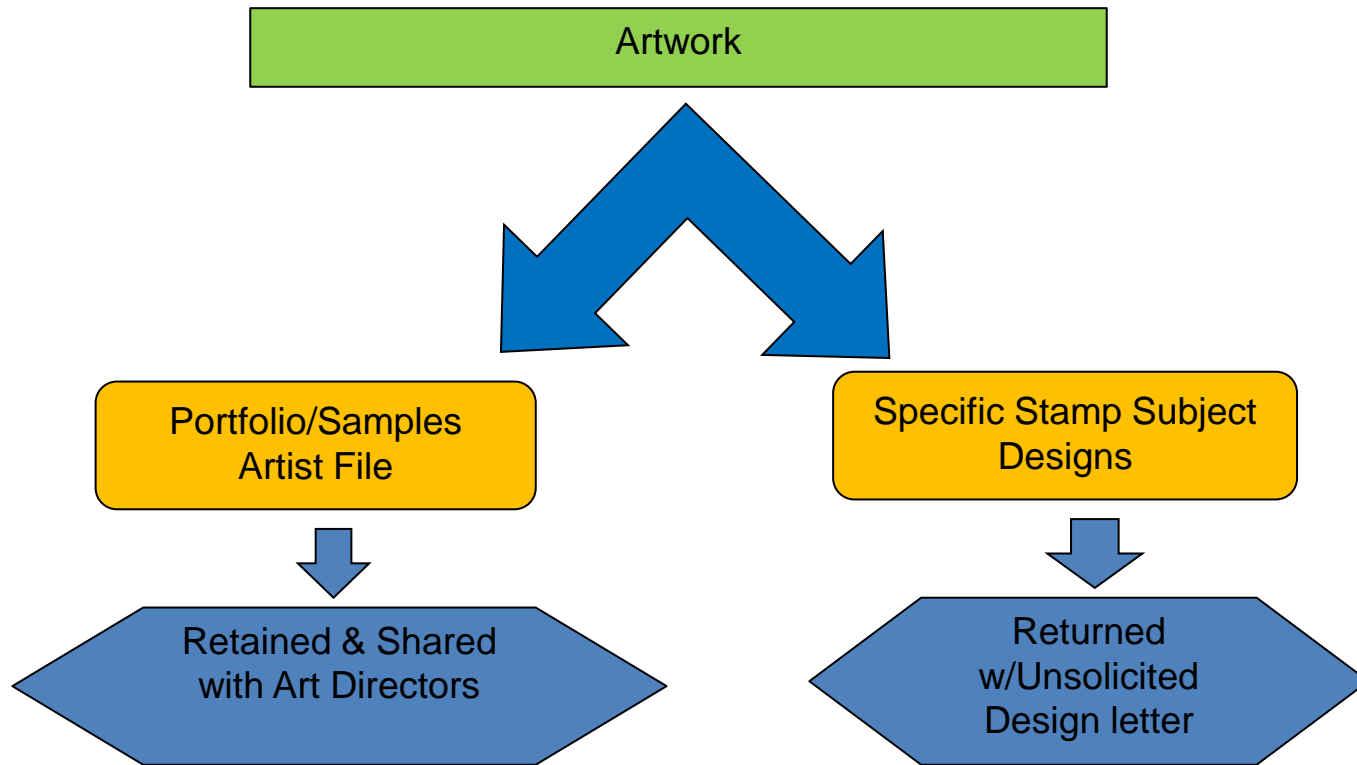 Artwork
Portfolio/Samples
Artist File
Specific Stamp Subject
Designs
Retained & Shared
with Art Directors
Returned
w/Unsolicited
Design letter